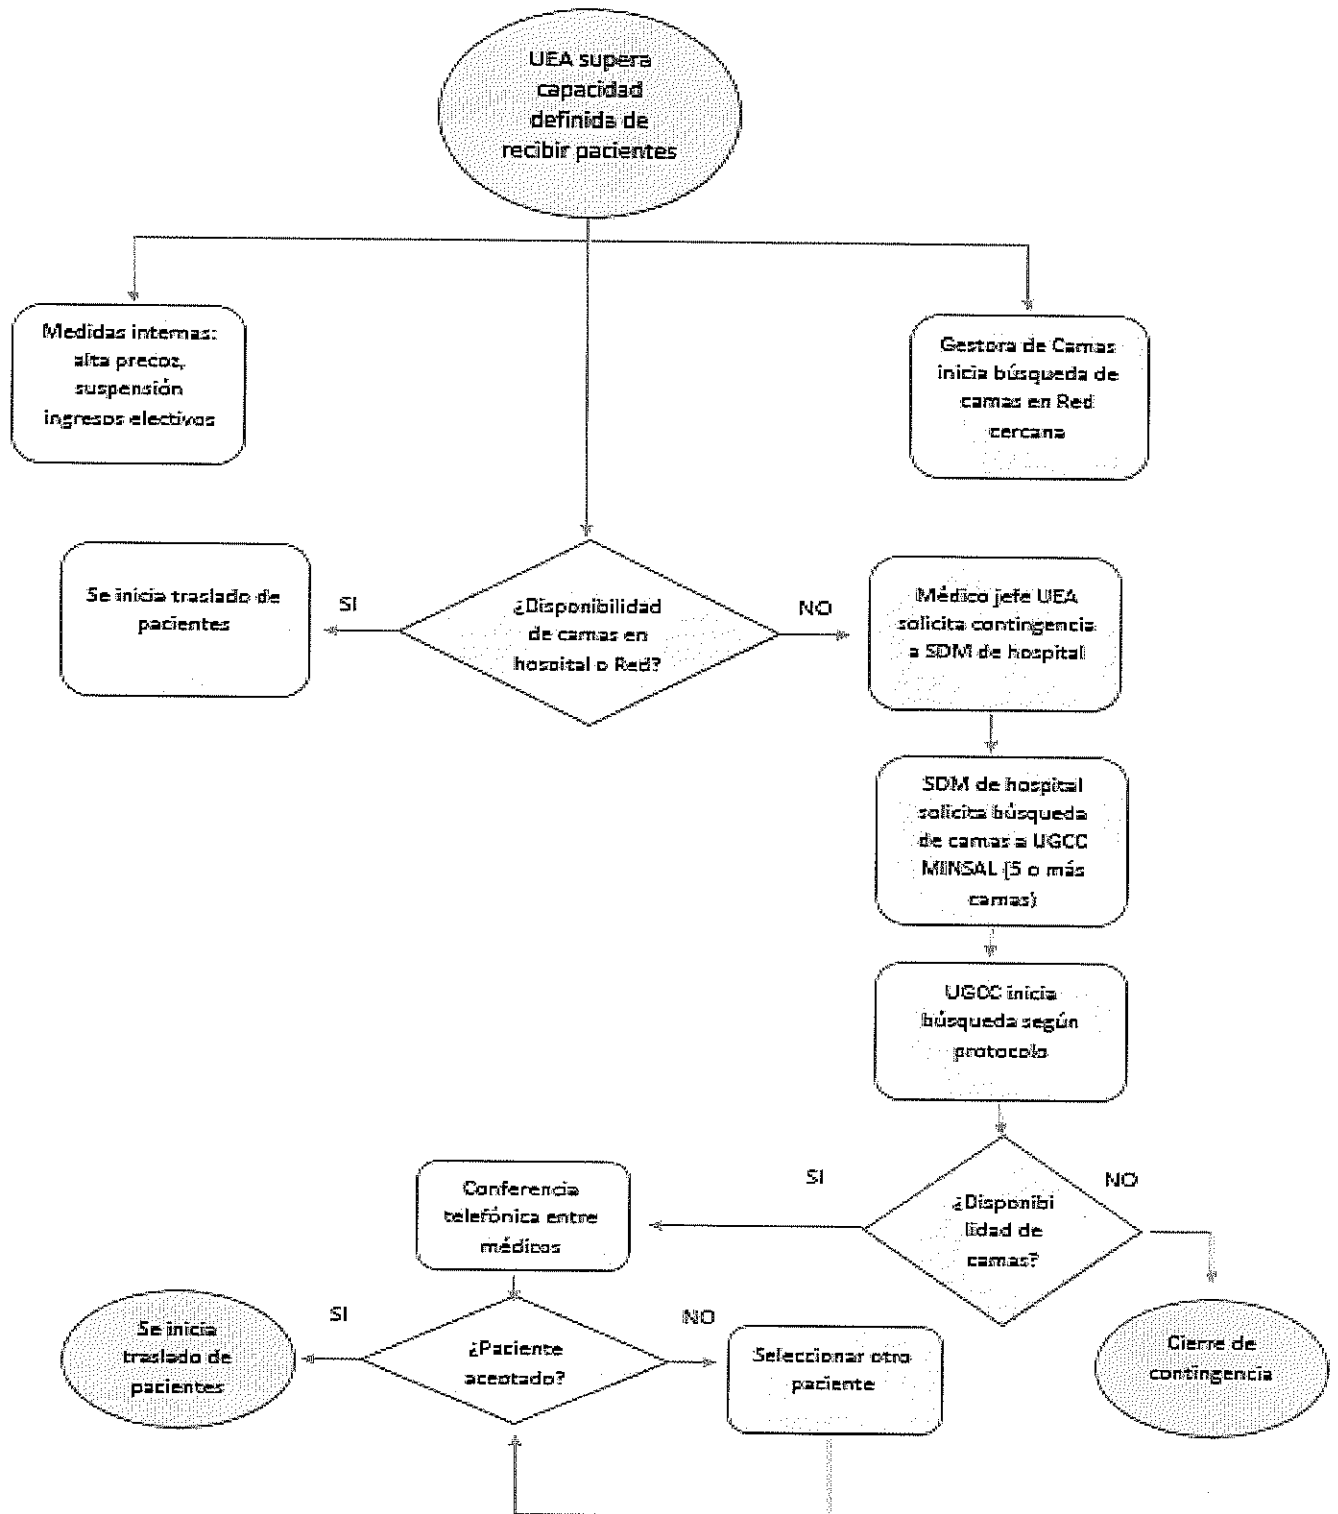 UEA supera
capacidad
definida de
recibir pacientes
Medidas internas:
alta precoz,
suspensión
ingresos electivos
Gestora de Camas
inicia búsqueda de
camas en Red
cercana
Se inicia traslado de
pacientes
SI
¿Disponibilidad
de camas en
hospital o Red?
NO
Médico jefe UEA
solicita contingencia
a SDM de hospital
SDM de hospital
solicita búsqueda
de camas a UGCC
MINSAL (5 o más
camas)
UGCC inicia
búsqueda según
protocolo
Conferencia
telefónica entre
médicos
SI
¿Disponibi
lidad de
camas?
NO
Se inicia
traslado de
pacientes
SI
¿Paciente
aceptado?
NO
Seleccionar otro
paciente
Cierre de
contingencia